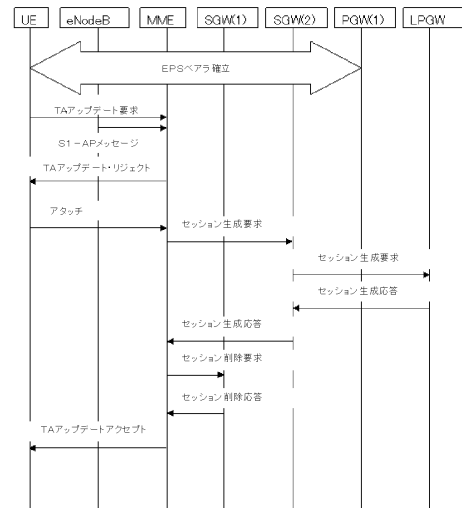 UE eNodeB MME SGW(1) SGW(2) PGW(1) LPGW
EPSベアラ確立
TAアップデート要求
S1-APメッセージ
TAアップデート・リジェクト
アタッチ
セッション生成要求
セッション生成要求
セッション生成応答
セッション生成応答
セッション削除要求
セッション削除応答
TAアップデートアクセプト